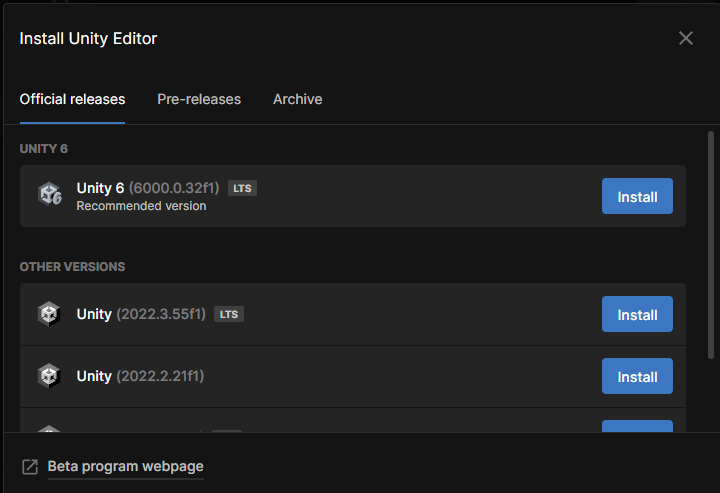 Install Unity Editor
Official releases Pre-releases Archive
UNITY 6
Unity 6 (6000.0.32f1) LTS
Recommended version
Install
OTHER VERSIONS
Unity (2022.3.55f1) LTS
Install
Unity (2022.2.21f1)
Install
Beta program webpage